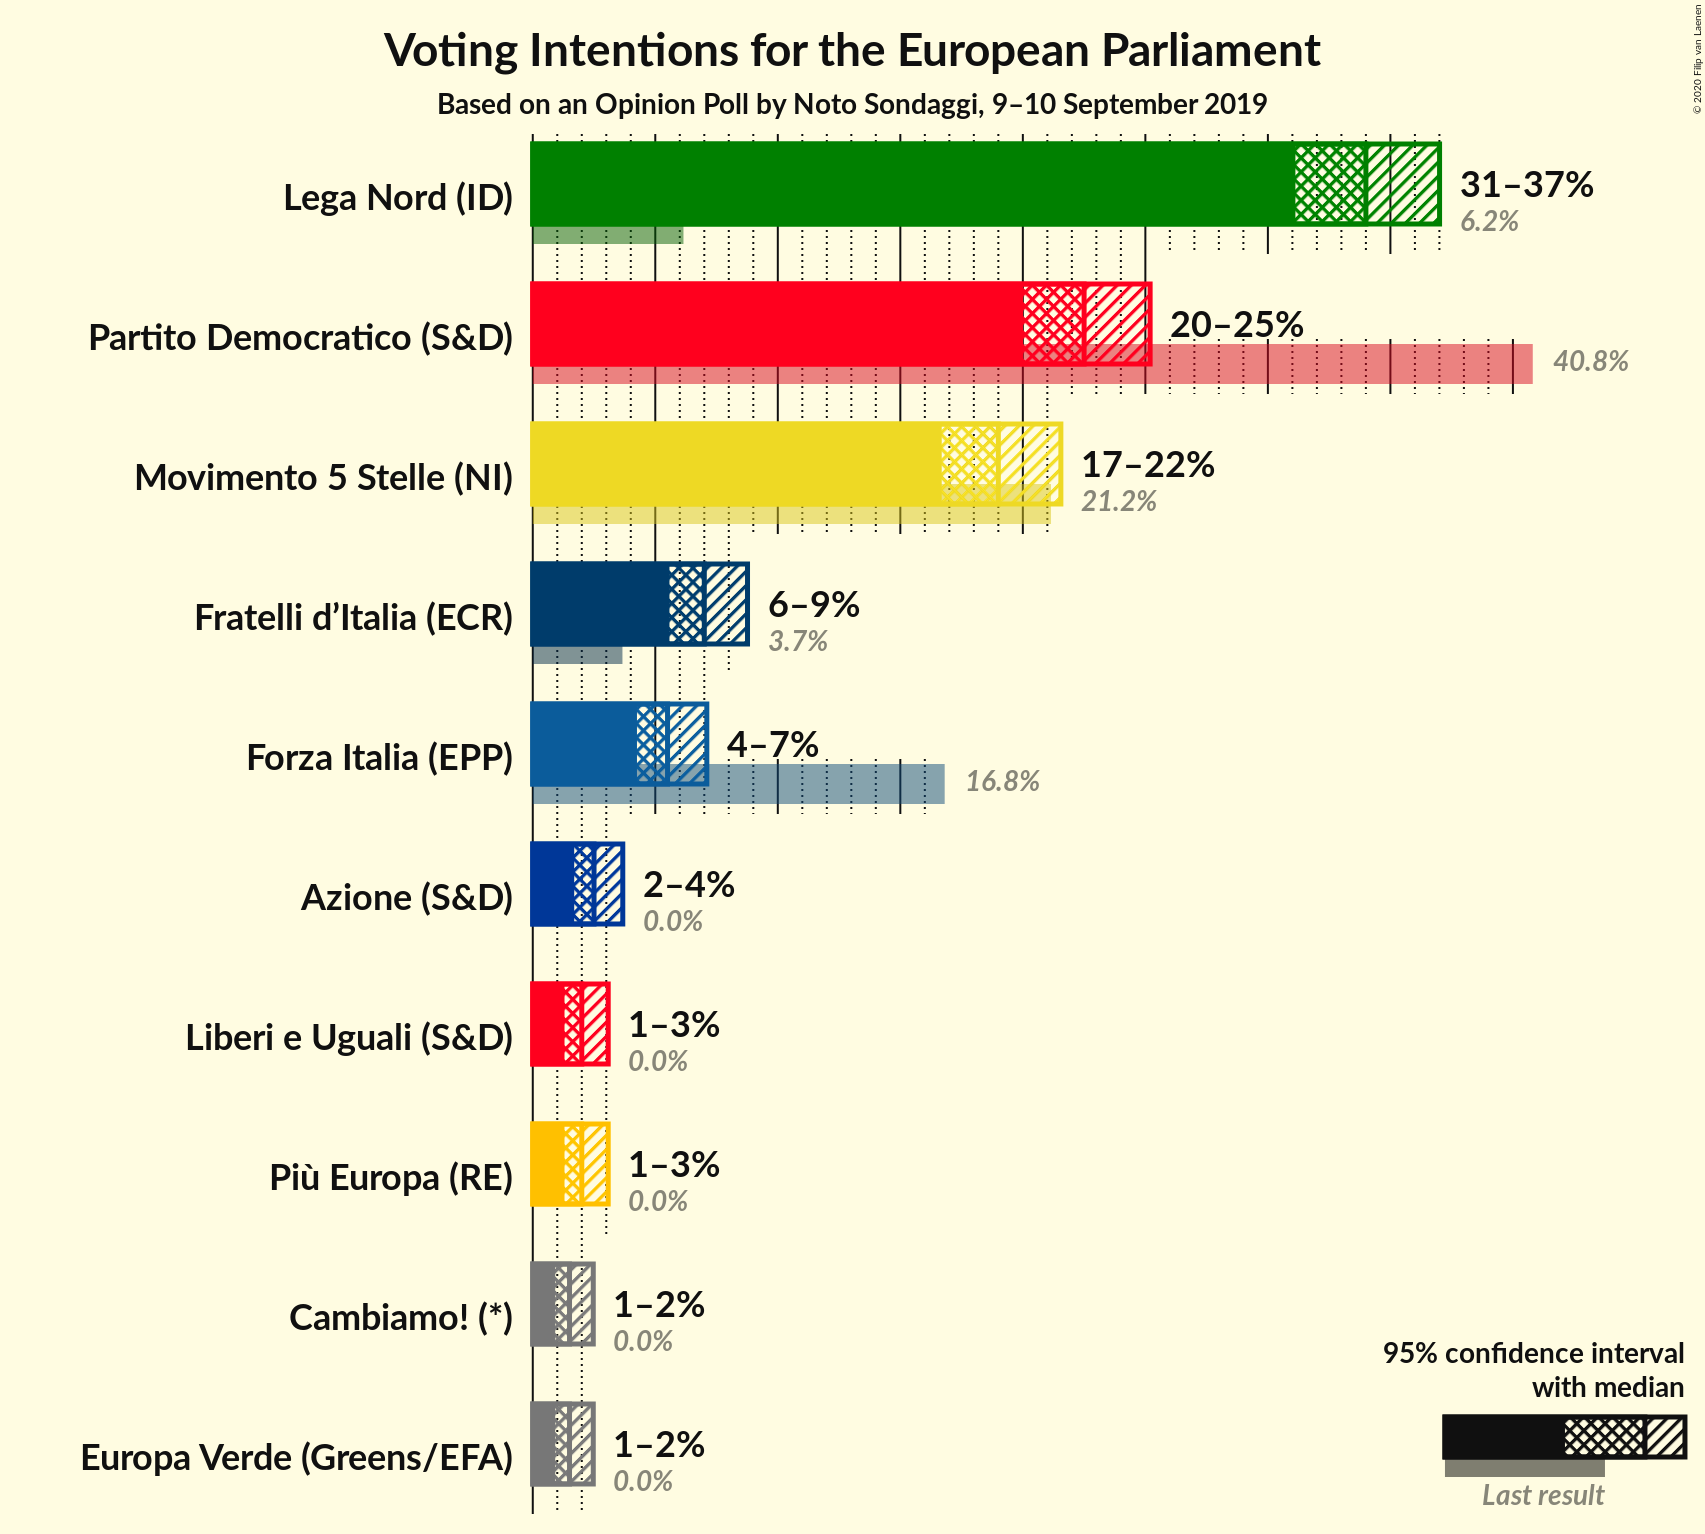 Voting Intentions for the European Parliament
Based on an Opinion Poll by Noto Sondaggi, 9–10 September 2019
© 2020 Filip van Laenen
Lega Nord (ID)
31–37%
6.2%
Partito Democratico (S&D)
20–25%
40.8%
Movimento 5 Stelle (NI)
17–22%
21.2%
Fratelli d’Italia (ECR)
6–9%
3.7%
Forza Italia (EPP)
4–7%
16.8%
Azione (S&D)
2–4%
0.0%
Liberi e Uguali (S&D)
1–3%
0.0%
Più Europa (RE)
1–3%
0.0%
Cambiamo! (*)
1–2%
0.0%
Europa Verde (Greens/EFA)
1–2%
0.0%
95% confidence interval
with median
Last result